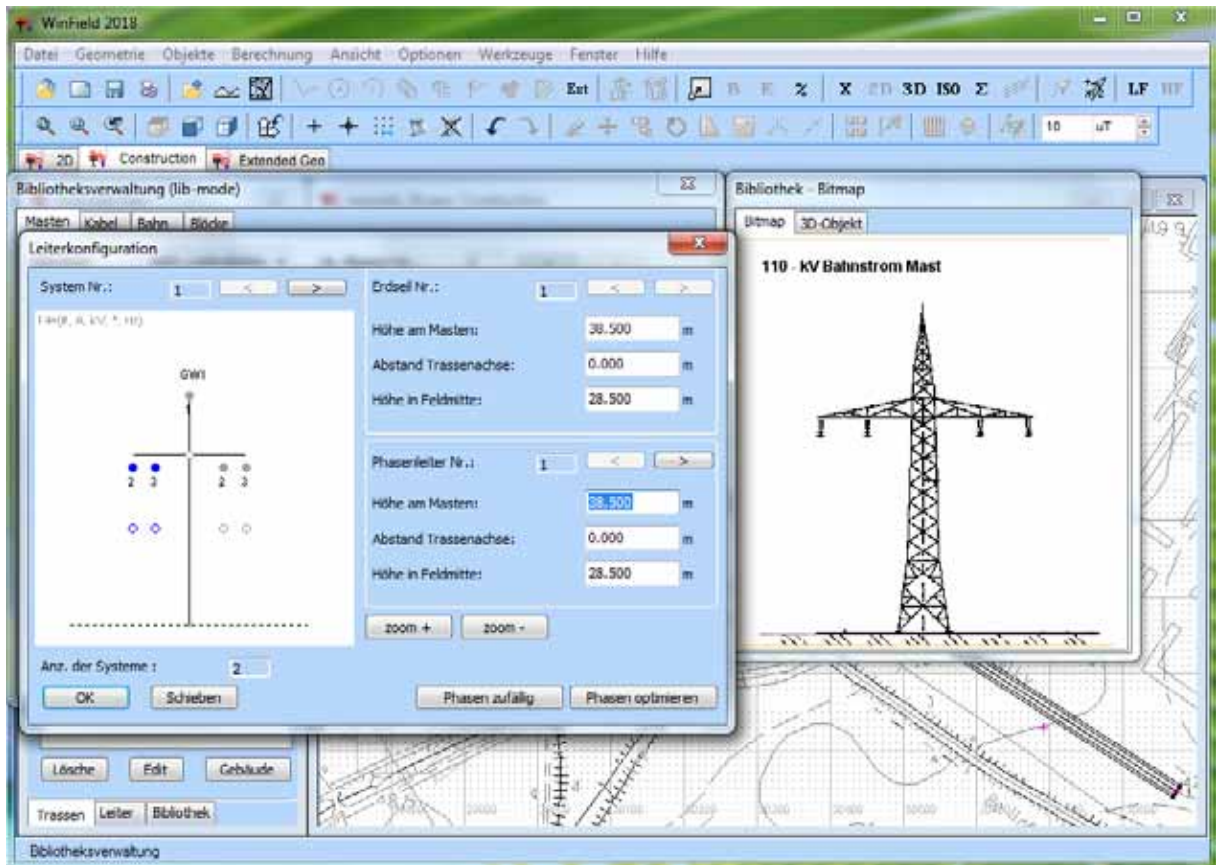 WinField 2018
Datei Geometrie Objekte Berechnung Ansicht Optionen Werkzeuge Fenster Hilfe
Ext B E % X 2D 3D ISO Σ LF HF
10 uT
2D Construction Extended Geo
Bibliotheksverwaltung (lib-mode)
Masten Kabel Bahn Blöcke
Leiterkonfiguration
System Nr.: 1 < >
GW1
1
2 3 2 3
Anz. der Systeme : 2
OK Schieben
Erdseil Nr.: 1 < >
Höhe am Masten: 38.500 m
Abstand Trassenachse: 0.000 m
Höhe in Feldmitte: 28.500 m
Phasenleiter Nr.: 1 < >
Höhe am Masten: 38.500 m
Abstand Trassenachse: 0.000 m
Höhe in Feldmitte: 28.500 m
zoom + zoom -
Phasen zufällig Phasen optimieren
Bibliothek - Bitmap
Bitmap 3D-Objekt
110 - kV Bahnstrom Mast
Lösche Edit Gebäude
Trassen Leiter Bibliothek
Bibliotheksverwaltung